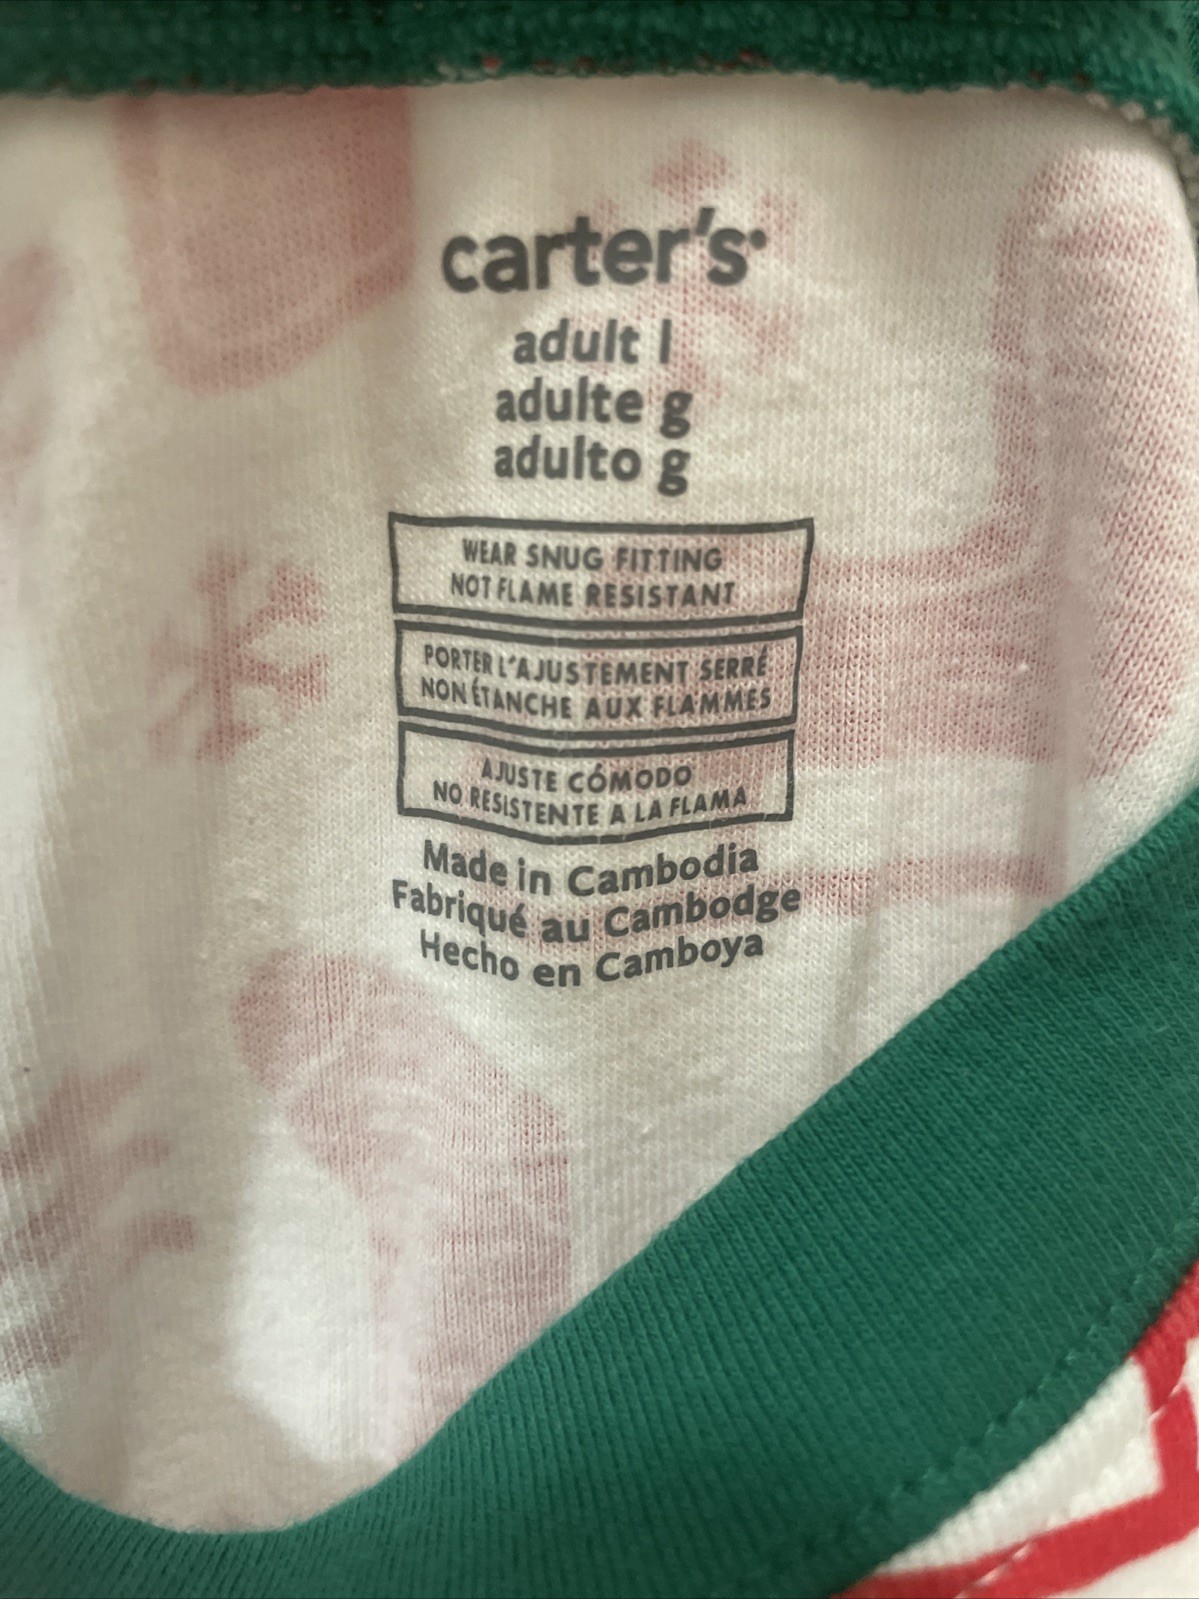 carter's
adult l
adulte g
adulto g
WEAR SNUG FITTING
NOT FLAME RESISTANT
PORTER L'AJUSTEMENT SERRÉ
NON ÉTANCHE AUX FLAMMES
AJUSTE CÓMODO
NO RESISTENTE A LA FLAMA
Made in Cambodia
Fabriqué au Cambodge
Hecho en Camboya